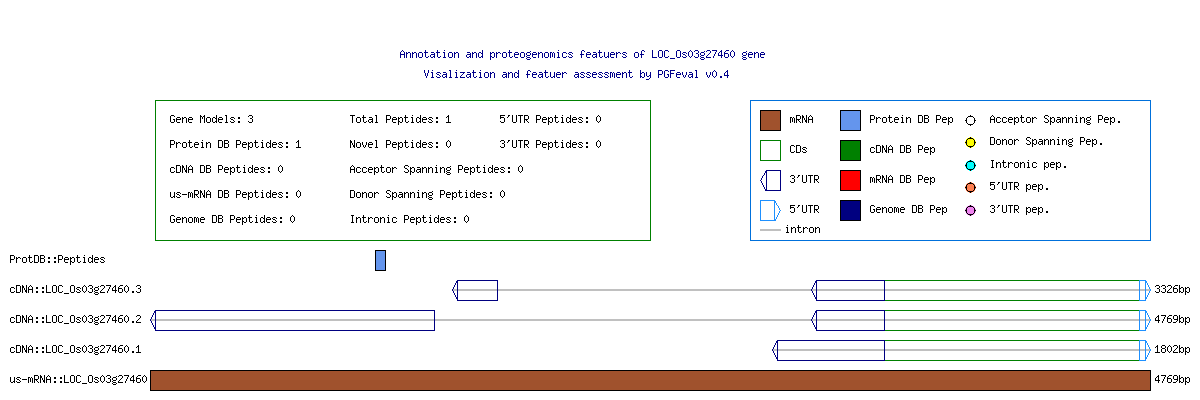 Annotation and proteogenomics featuers of LOC_Os03g27460 gene
Visalization and featuer assessment by PGFeval v0.4
Gene Models: 3 Total Peptides: 1 5'UTR Peptides: 0
Protein DB Peptides: 1 Novel Peptides: 0 3'UTR Peptides: 0
cDNA DB Peptides: 0 Acceptor Spanning Peptides: 0
us-mRNA DB Peptides: 0 Donor Spanning Peptides: 0
Genome DB Peptides: 0 Intronic Peptides: 0
mRNA Protein DB Pep Acceptor Spanning Pep.
CDs cDNA DB Pep Donor Spanning Pep.
3'UTR mRNA DB Pep Intronic pep.
5'UTR Genome DB Pep 5'UTR pep.
intron 3'UTR pep.
ProtDB::Peptides
cDNA::LOC_Os03g27460.3 3326bp
cDNA::LOC_Os03g27460.2 4769bp
cDNA::LOC_Os03g27460.1 1802bp
us-mRNA::LOC_Os03g27460 4769bp